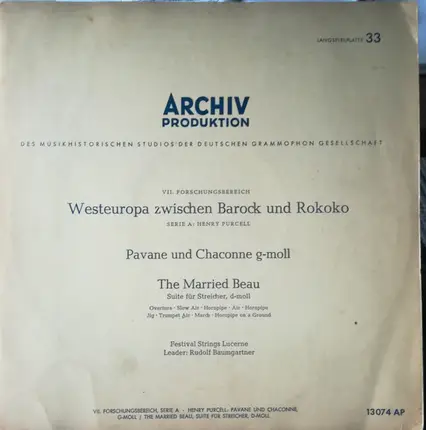 LANGSPIELPLATTE 33
ARCHIV
PRODUKTION
DES MUSIKHISTORISCHEN STUDIOS DER DEUTSCHEN GRAMMOPHON GESELLSCHAFT
VII. FORSCHUNGSBEREICH
Westeuropa zwischen Barock und Rokoko
SERIE A: HENRY PURCELL
Pavane und Chaconne g-moll
The Married Beau
Suite für Streicher, d-moll
Overture · Slow Air · Hornpipe · Air · Hornpipe
Jig · Trumpet Air · March · Hornpipe on a Ground
Festival Strings Lucerne
Leader: Rudolf Baumgartner
VII. FORSCHUNGSBEREICH, SERIE A · HENRY PURCELL: PAVANE UND CHACONNE,
G-MOLL / THE MARRIED BEAU, SUITE FÜR STREICHER, D-MOLL
13074 AP